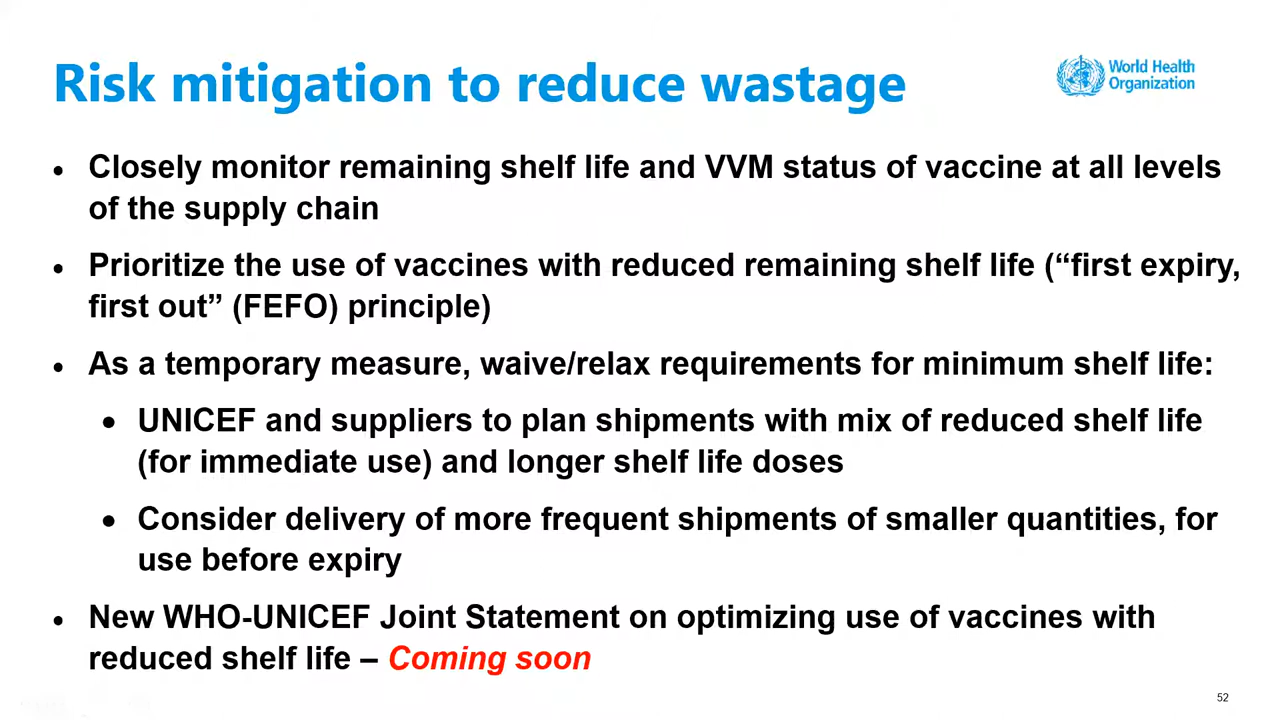 Risk mitigation to reduce wastage
World Health
Organization
• Closely monitor remaining shelf life and VVM status of vaccine at all levels
of the supply chain
• Prioritize the use of vaccines with reduced remaining shelf life (“first expiry,
first out” (FEFO) principle)
• As a temporary measure, waive/relax requirements for minimum shelf life:
• UNICEF and suppliers to plan shipments with mix of reduced shelf life
(for immediate use) and longer shelf life doses
• Consider delivery of more frequent shipments of smaller quantities, for
use before expiry
• New WHO-UNICEF Joint Statement on optimizing use of vaccines with
reduced shelf life – Coming soon
52